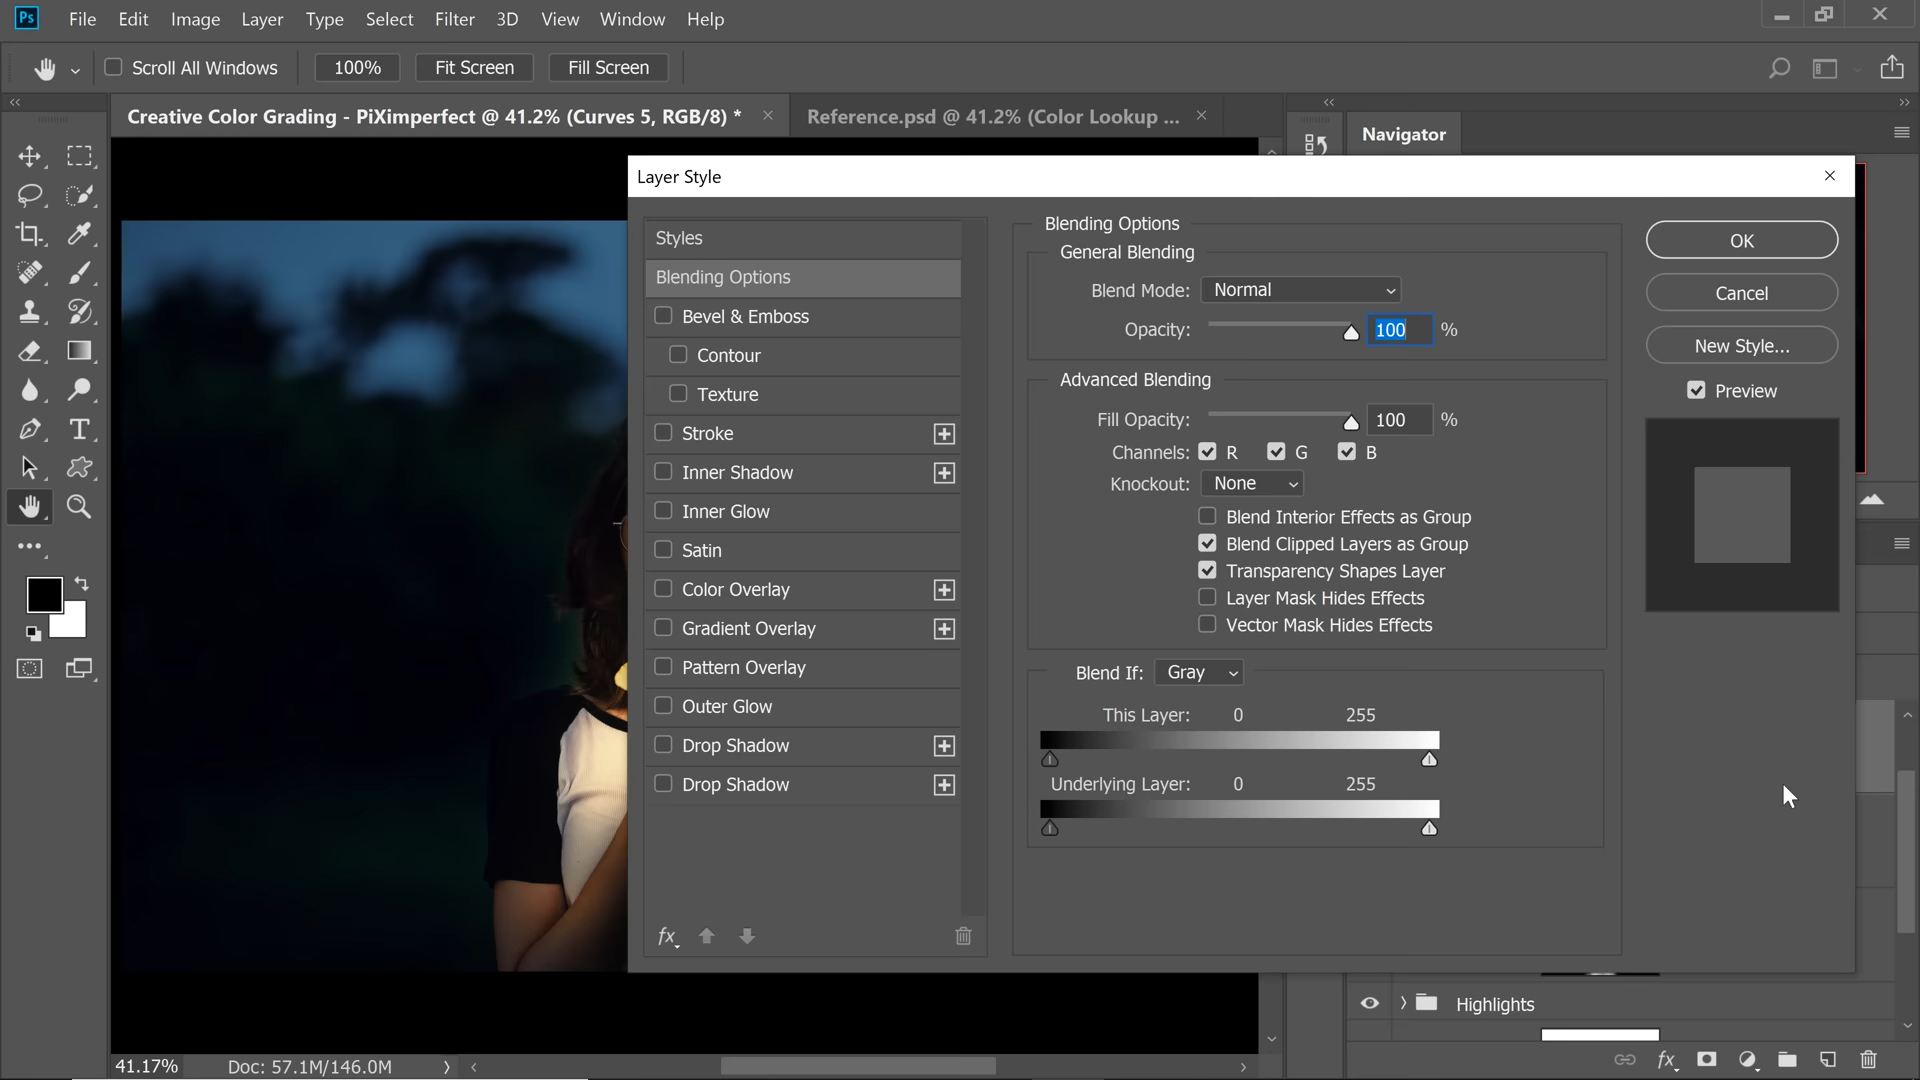 Ps File Edit Image Layer Type Select Filter 3D View Window Help
Scroll All Windows 100% Fit Screen Fill Screen
Creative Color Grading - PiXimperfect @ 41.2% (Curves 5, RGB/8) * Reference.psd @ 41.2% (Color Lookup ...
Navigator
Layer Style
Styles
Blending Options
Bevel & Emboss
Contour
Texture
Stroke
Inner Shadow
Inner Glow
Satin
Color Overlay
Gradient Overlay
Pattern Overlay
Outer Glow
Drop Shadow
Drop Shadow
fx
Blending Options
General Blending
Blend Mode: Normal
Opacity: 100 %
Advanced Blending
Fill Opacity: 100 %
Channels: R G B
Knockout: None
Blend Interior Effects as Group
Blend Clipped Layers as Group
Transparency Shapes Layer
Layer Mask Hides Effects
Vector Mask Hides Effects
Blend If: Gray
This Layer: 0 255
Underlying Layer: 0 255
OK
Cancel
New Style...
Preview
Highlights
41.17% Doc: 57.1M/146.0M
fx